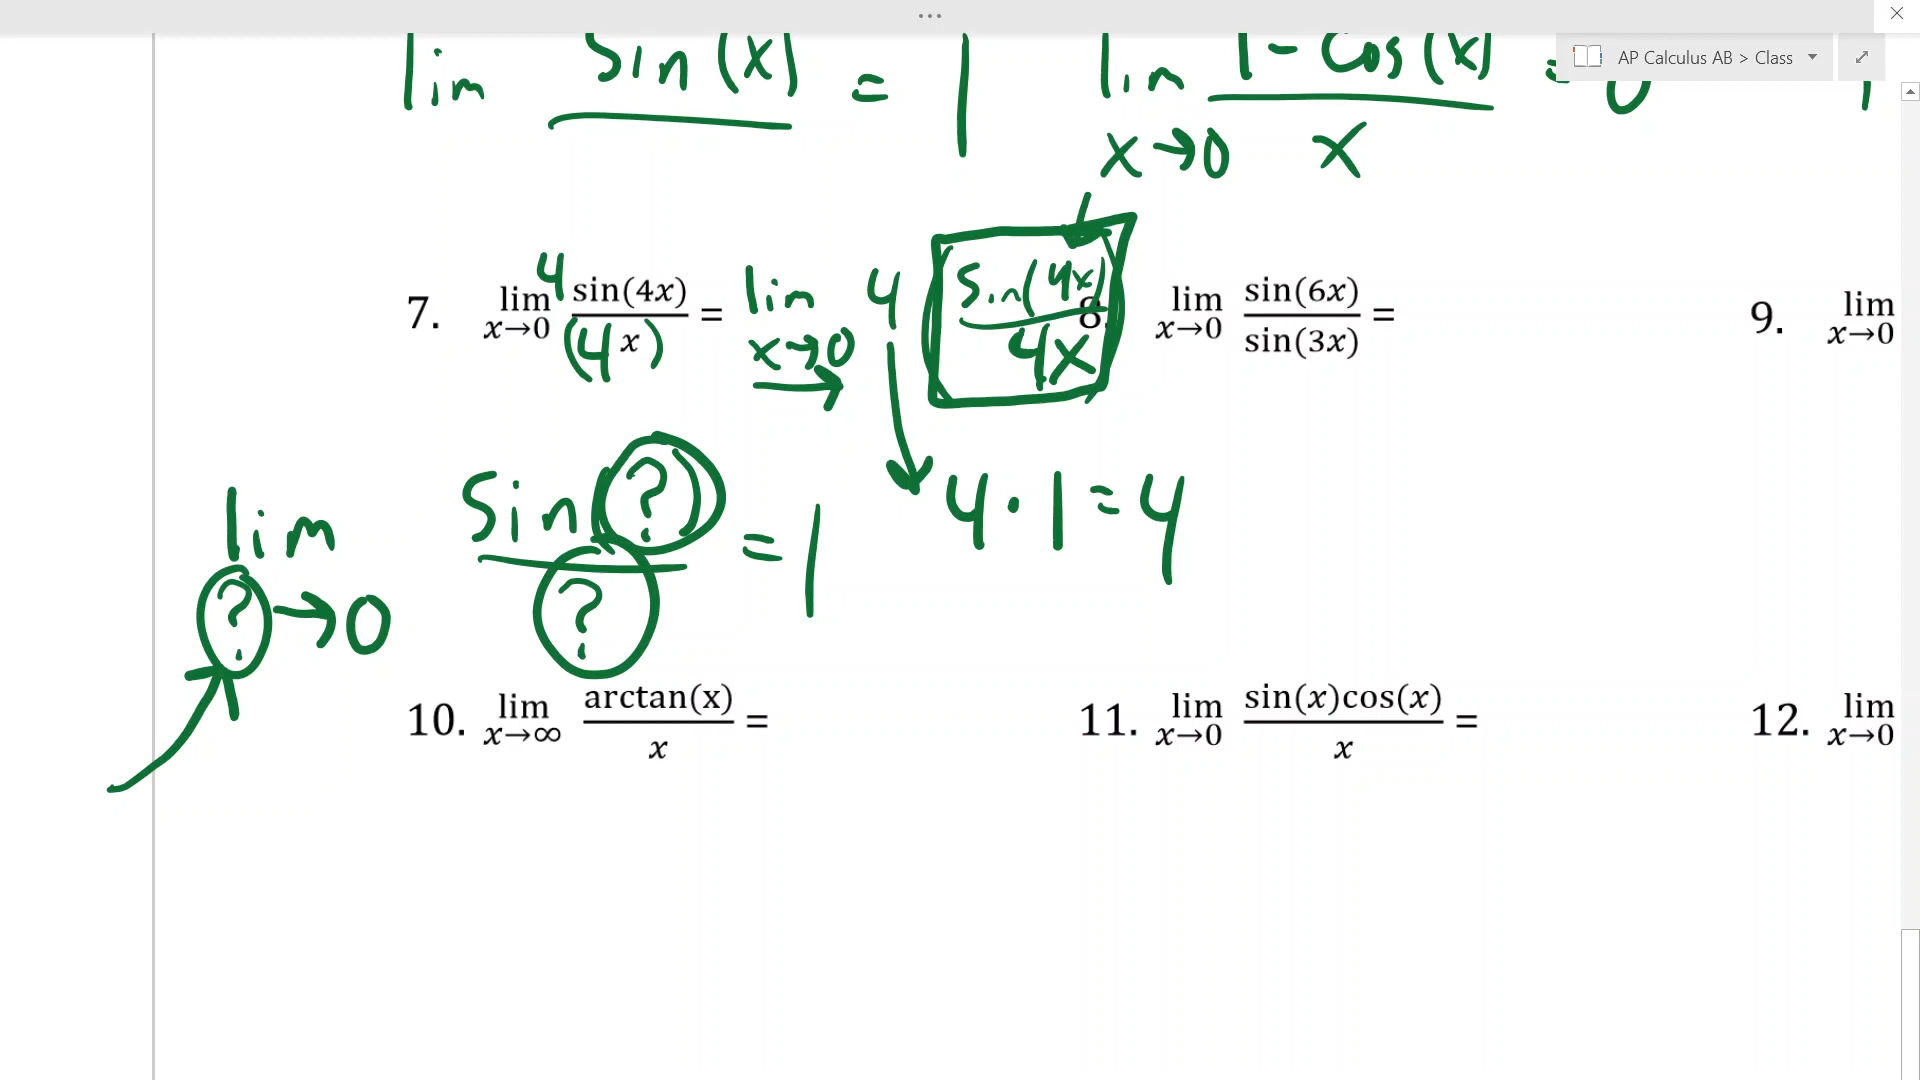 AP Calculus AB > Class
lim sin(x) = 1
lim x→0 1 - cos(x) / x = 0
7. lim x→0 4 sin(4x) / (4x) = lim x→0 4 (sin(4x) / 4x)
8. lim x→0 sin(6x) / sin(3x) =
9. lim x→0
lim ?→0 sin(?) / ? = 1
4 · 1 = 4
10. lim x→∞ arctan(x) / x =
11. lim x→0 sin(x)cos(x) / x =
12. lim x→0